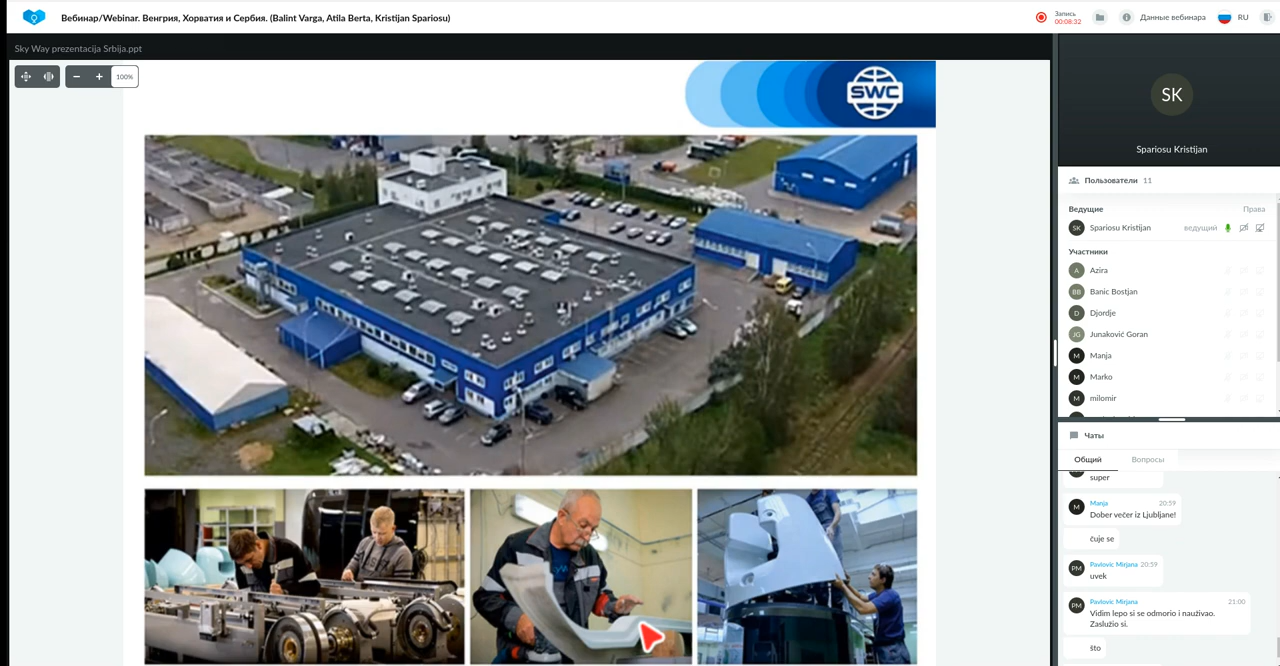 Вебинар/Webinar. Венгрия, Хорватия и Сербия. (Balint Varga, Atila Berta, Kristijan Spariosu)
Запись
00:08:32
Данные вебинара
RU
Sky Way prezentacija Srbija.ppt
100%
SWC
SK
Spariosu Kristijan
Пользователи 11
Ведущие Права
SK Spariosu Kristijan ведущий
Участники
A Azira
BB Banic Bostjan
D Djordje
JG Junaković Goran
M Manja
M Marko
M milomir
Чаты
Общий Вопросы
super
M Manja 20:59
Dober večer iz Ljubljane!
čuje se
PM Pavlovic Mirjana 20:59
uvek
PM Pavlovic Mirjana 21:00
Vidim lepo si se odmorio i nauživao.
Zaslužio si.
što